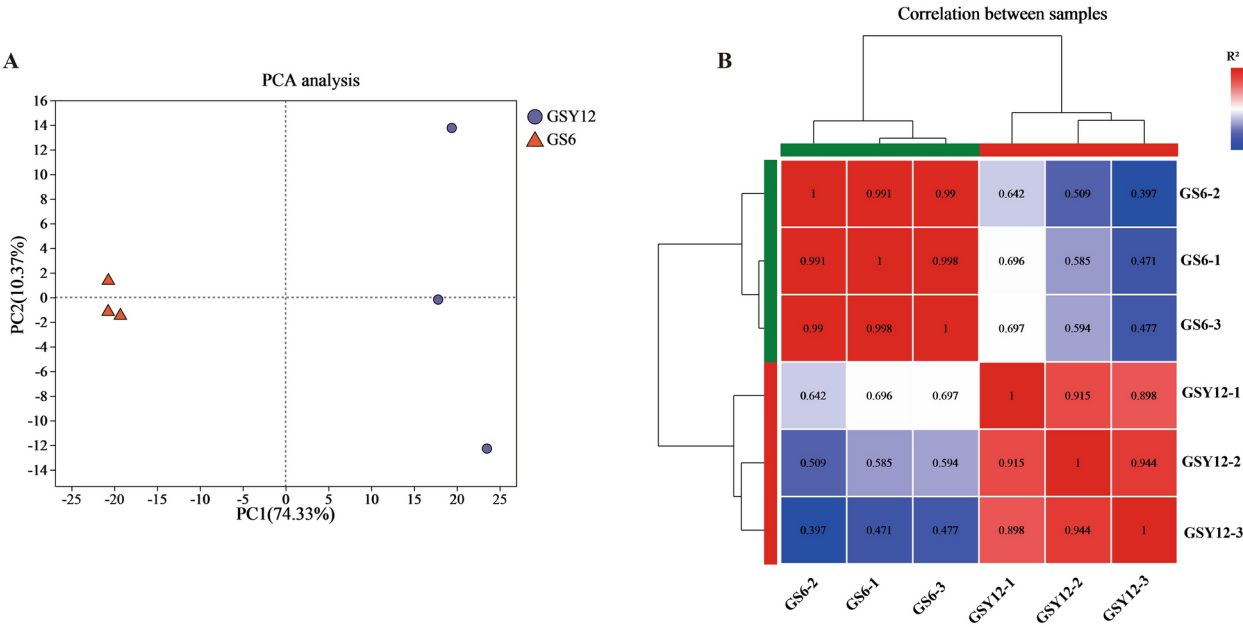 A
PCA analysis
GSY12
GS6
16
14
12
10
8
6
4
2
0
-2
-4
-6
-8
-10
-12
-14
PC2(10.37%)
-25 -20 -15 -10 -5 0 5 10 15 20 25
PC1(74.33%)
B
Correlation between samples
R²
1 0.991 0.99 0.642 0.509 0.397 GS6-2
0.991 1 0.998 0.696 0.585 0.471 GS6-1
0.99 0.998 1 0.697 0.594 0.477 GS6-3
0.642 0.696 0.697 1 0.915 0.898 GSY12-1
0.509 0.585 0.594 0.915 1 0.944 GSY12-2
0.397 0.471 0.477 0.898 0.944 1 GSY12-3
GS6-2 GS6-1 GS6-3 GSY12-1 GSY12-2 GSY12-3